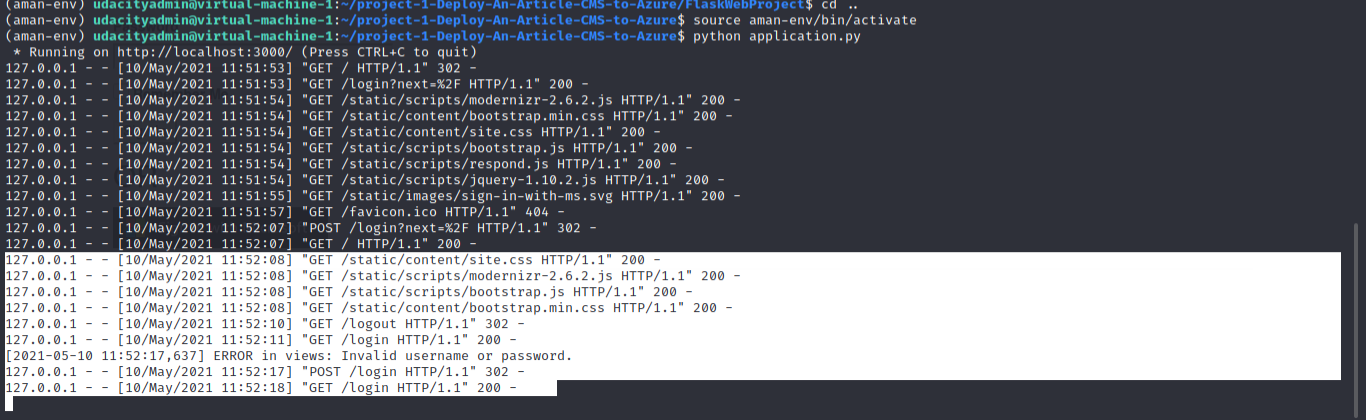 (aman-env) udacityadmin@virtual-machine-1:~/project-1-Deploy-An-Article-CMS-to-Azure/FlaskWebProject$ cd ..
(aman-env) udacityadmin@virtual-machine-1:~/project-1-Deploy-An-Article-CMS-to-Azure$ source aman-env/bin/activate
(aman-env) udacityadmin@virtual-machine-1:~/project-1-Deploy-An-Article-CMS-to-Azure$ python application.py
 * Running on http://localhost:3000/ (Press CTRL+C to quit)
127.0.0.1 - - [10/May/2021 11:51:53] "GET / HTTP/1.1" 302 -
127.0.0.1 - - [10/May/2021 11:51:53] "GET /login?next=%2F HTTP/1.1" 200 -
127.0.0.1 - - [10/May/2021 11:51:54] "GET /static/scripts/modernizr-2.6.2.js HTTP/1.1" 200 -
127.0.0.1 - - [10/May/2021 11:51:54] "GET /static/content/bootstrap.min.css HTTP/1.1" 200 -
127.0.0.1 - - [10/May/2021 11:51:54] "GET /static/content/site.css HTTP/1.1" 200 -
127.0.0.1 - - [10/May/2021 11:51:54] "GET /static/scripts/bootstrap.js HTTP/1.1" 200 -
127.0.0.1 - - [10/May/2021 11:51:54] "GET /static/scripts/respond.js HTTP/1.1" 200 -
127.0.0.1 - - [10/May/2021 11:51:54] "GET /static/scripts/jquery-1.10.2.js HTTP/1.1" 200 -
127.0.0.1 - - [10/May/2021 11:51:55] "GET /static/images/sign-in-with-ms.svg HTTP/1.1" 200 -
127.0.0.1 - - [10/May/2021 11:51:57] "GET /favicon.ico HTTP/1.1" 404 -
127.0.0.1 - - [10/May/2021 11:52:07] "POST /login?next=%2F HTTP/1.1" 302 -
127.0.0.1 - - [10/May/2021 11:52:07] "GET / HTTP/1.1" 200 -
127.0.0.1 - - [10/May/2021 11:52:08] "GET /static/content/site.css HTTP/1.1" 200 -
127.0.0.1 - - [10/May/2021 11:52:08] "GET /static/scripts/modernizr-2.6.2.js HTTP/1.1" 200 -
127.0.0.1 - - [10/May/2021 11:52:08] "GET /static/scripts/bootstrap.js HTTP/1.1" 200 -
127.0.0.1 - - [10/May/2021 11:52:08] "GET /static/content/bootstrap.min.css HTTP/1.1" 200 -
127.0.0.1 - - [10/May/2021 11:52:10] "GET /logout HTTP/1.1" 302 -
127.0.0.1 - - [10/May/2021 11:52:11] "GET /login HTTP/1.1" 200 -
[2021-05-10 11:52:17,637] ERROR in views: Invalid username or password.
127.0.0.1 - - [10/May/2021 11:52:17] "POST /login HTTP/1.1" 302 -
127.0.0.1 - - [10/May/2021 11:52:18] "GET /login HTTP/1.1" 200 -